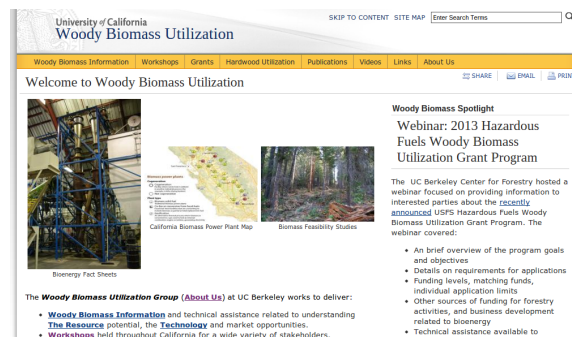 University of California
Woody Biomass Utilization
SKIP TO CONTENT SITE MAP Enter Search Terms
Woody Biomass Information Workshops Grants Hardwood Utilization Publications Videos Links About Us
SHARE EMAIL PRIN
Welcome to Woody Biomass Utilization
Biomass power plants
California Biomass Power Plant Map
Biomass Feasibility Studies
Bioenergy Fact Sheets
The Woody Biomass Utilization Group (About Us) at UC Berkeley works to deliver:
• Woody Biomass Information and technical assistance related to understanding
The Resource potential, the Technology and market opportunities.
• Workshops held throughout California for a wide variety of stakeholders.
Woody Biomass Spotlight
Webinar: 2013 Hazardous
Fuels Woody Biomass
Utilization Grant Program
The UC Berkeley Center for Forestry hosted a
webinar focused on providing information to
interested parties about the recently
announced USFS Hazardous Fuels Woody
Biomass Utilization Grant Program. The
webinar covered:
• An brief overview of the program goals
and objectives
• Details on requirements for applications
• Funding levels, matching funds,
individual application limits
• Other sources of funding for forestry
activities, and business development
related to bioenergy
• Technical assistance available to